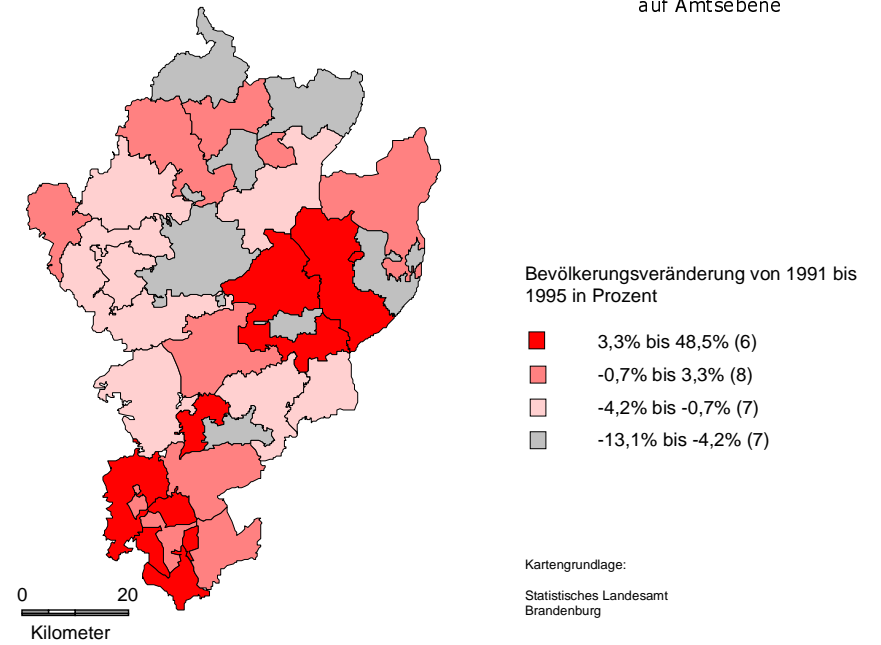 auf Amtsebene
Bevölkerungsveränderung von 1991 bis
1995 in Prozent
3,3% bis 48,5% (6)
-0,7% bis 3,3% (8)
-4,2% bis -0,7% (7)
-13,1% bis -4,2% (7)
Kartengrundlage:
Statistisches Landesamt
Brandenburg
0 20
Kilometer